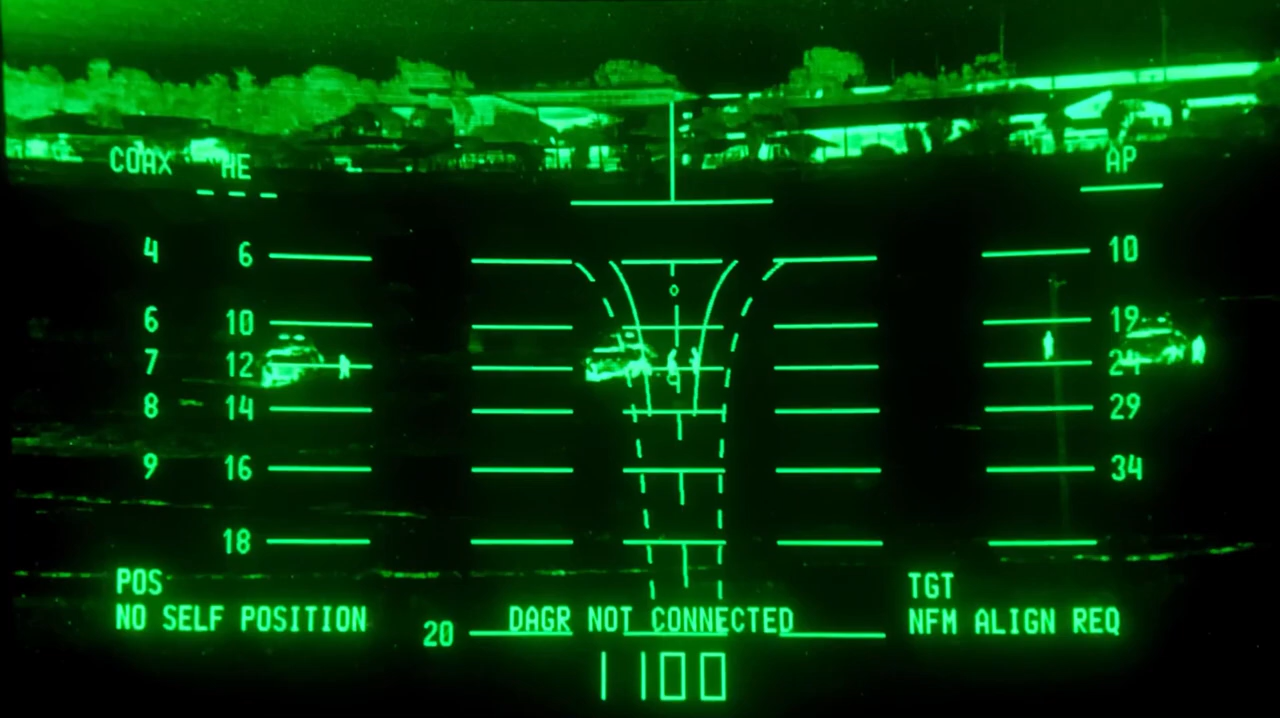 COAX HE AP
4 6 10
6 10 19
7 12 24
8 14 29
9 16 34
18
POS TGT
NO SELF POSITION DAGR NOT CONNECTED NFM ALIGN REQ
20
1100